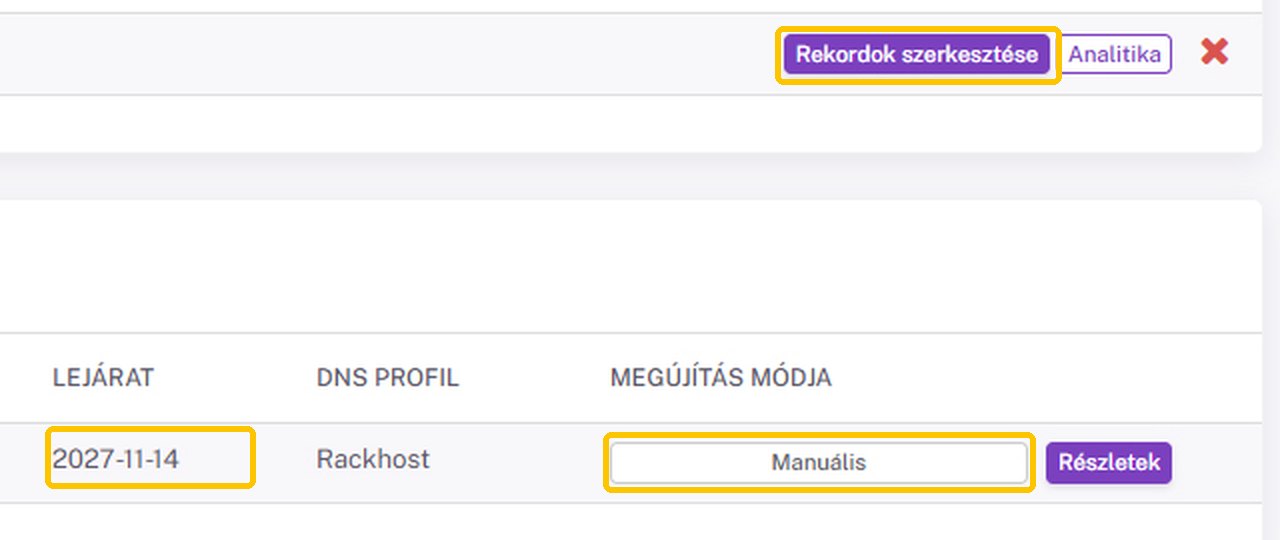 Rekordok szerkesztése Analitika
LEJÁRAT DNS PROFIL MEGÚJÍTÁS MÓDJA
2027-11-14 Rackhost Manuális Részletek